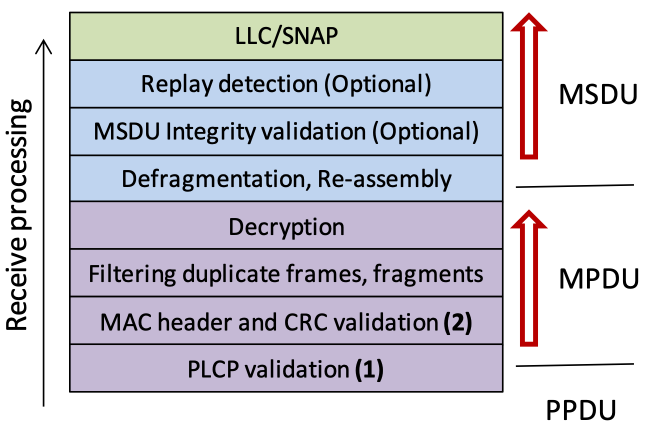 LLC/SNAP
Replay detection (Optional)
MSDU Integrity validation (Optional)
Defragmentation, Re-assembly
Decryption
Filtering duplicate frames, fragments
MAC header and CRC validation (2)
PLCP validation (1)
Receive processing
MSDU
MPDU
PPDU